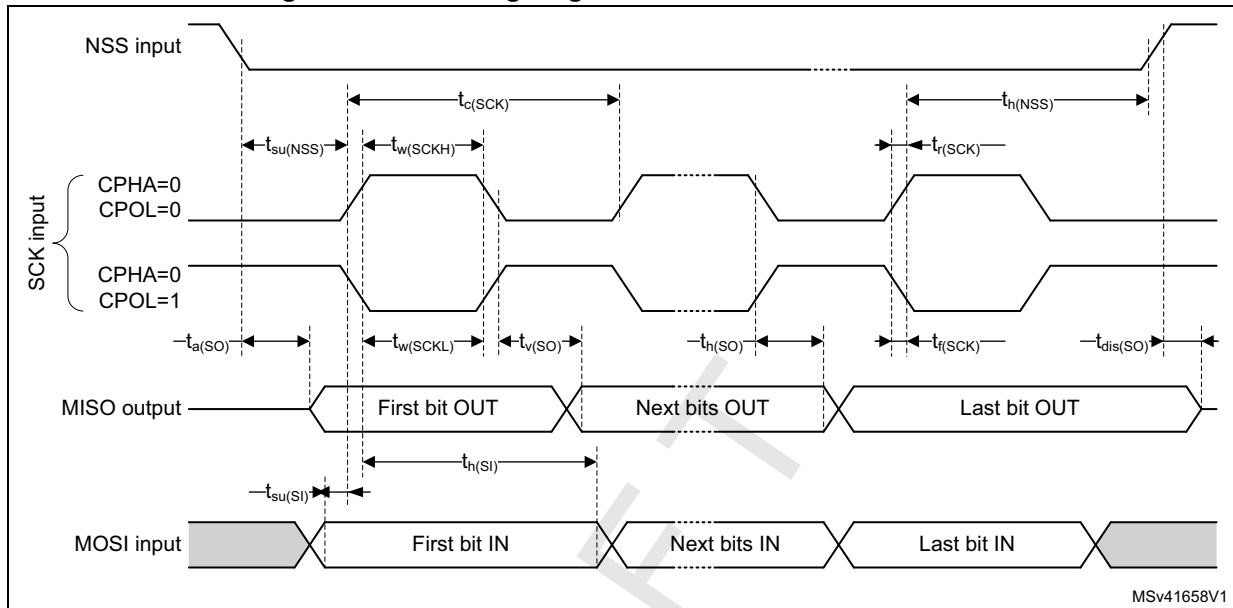 NSS input
tc(SCK)
th(NSS)
tsu(NSS)
tw(SCKH)
tr(SCK)
SCK input
CPHA=0
CPOL=0
CPHA=0
CPOL=1
ta(SO)
tw(SCKL)
tv(SO)
th(SO)
tf(SCK)
tdis(SO)
MISO output
First bit OUT
Next bits OUT
Last bit OUT
th(SI)
tsu(SI)
MOSI input
First bit IN
Next bits IN
Last bit IN
MSv41658V1